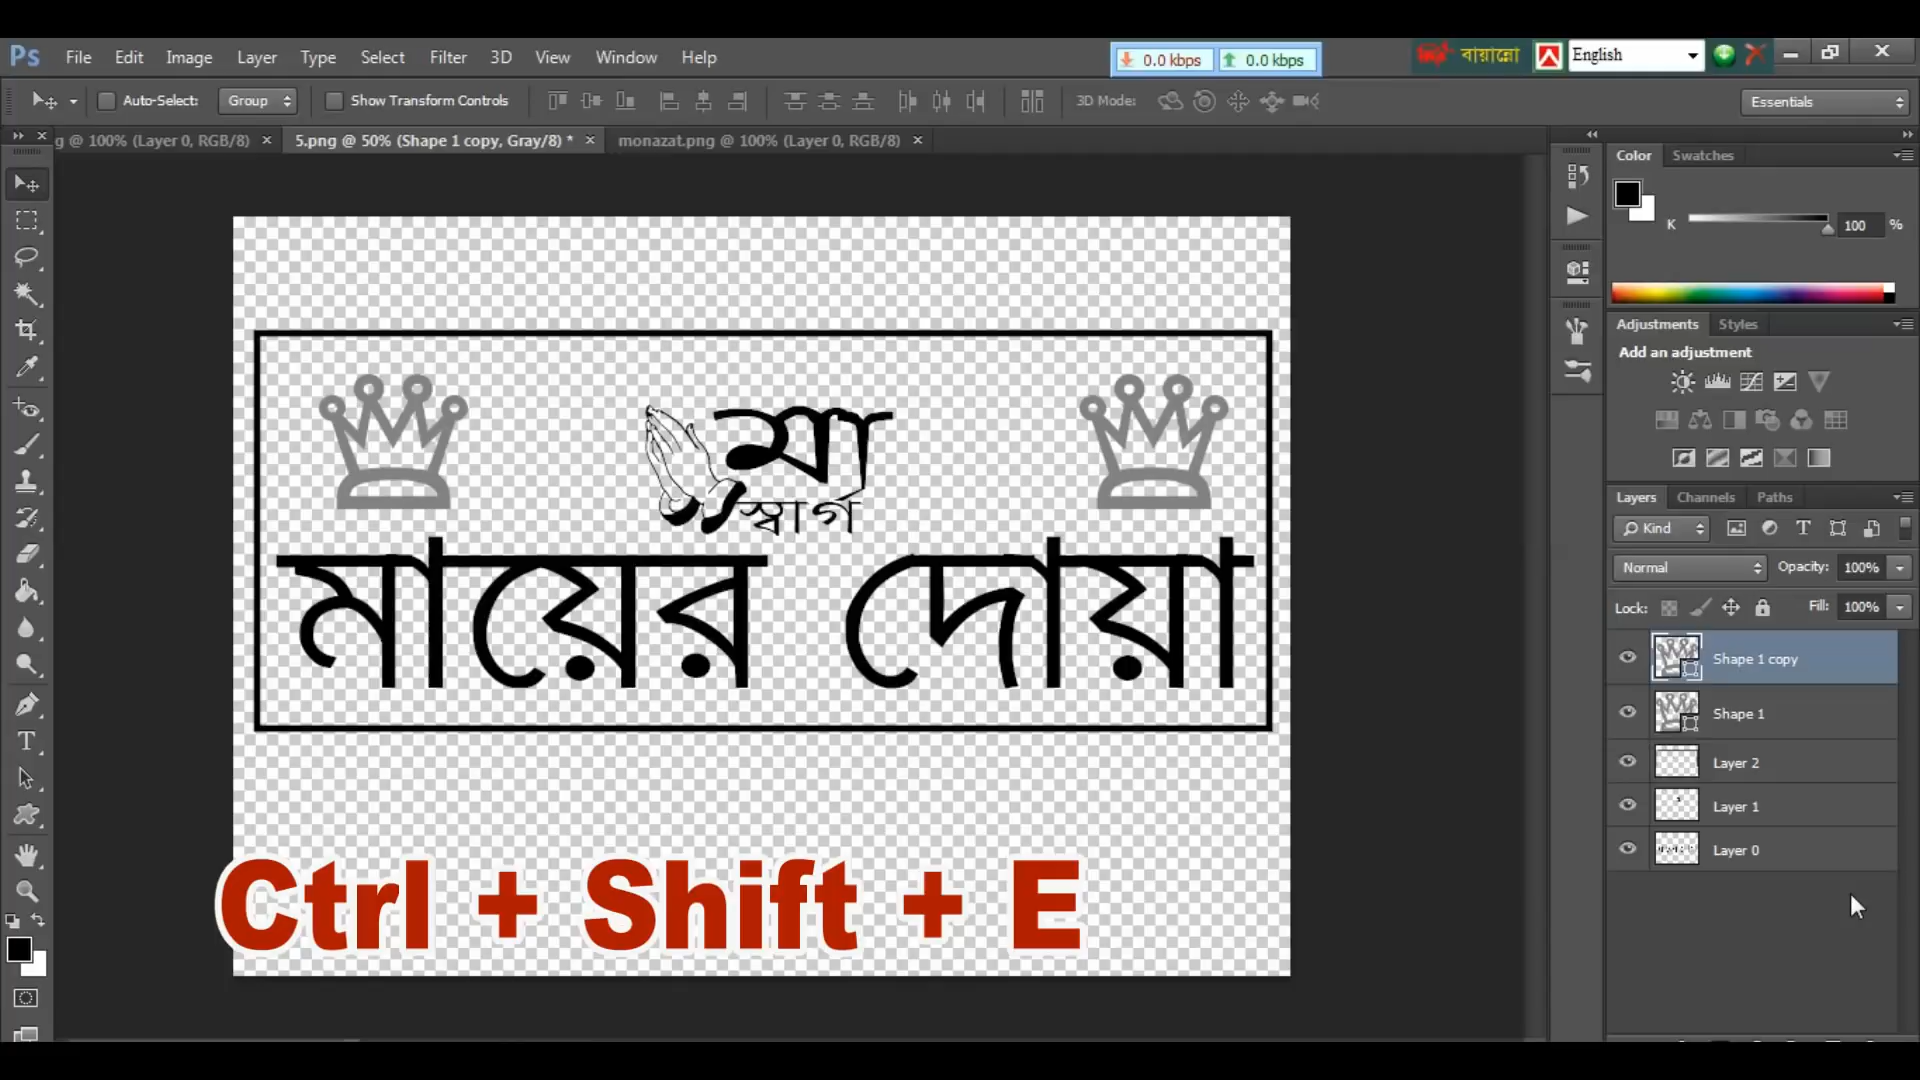 Ps File Edit Image Layer Type Select Filter 3D View Window Help
0.0 kbps 0.0 kbps
বায়ান্নো English
Auto-Select: Group Show Transform Controls 3D Mode: Essentials
g @ 100% (Layer 0, RGB/8) × 5.png @ 50% (Shape 1 copy, Gray/8) * × monazat.png @ 100% (Layer 0, RGB/8) ×
Color Swatches
K 100 %
Adjustments Styles
Add an adjustment
Layers Channels Paths
Kind
Normal Opacity: 100%
Lock: Fill: 100%
Shape 1 copy
Shape 1
Layer 2
Layer 1
Layer 0
মা
স্বার্গ
মায়ের দোয়া
Ctrl + Shift + E